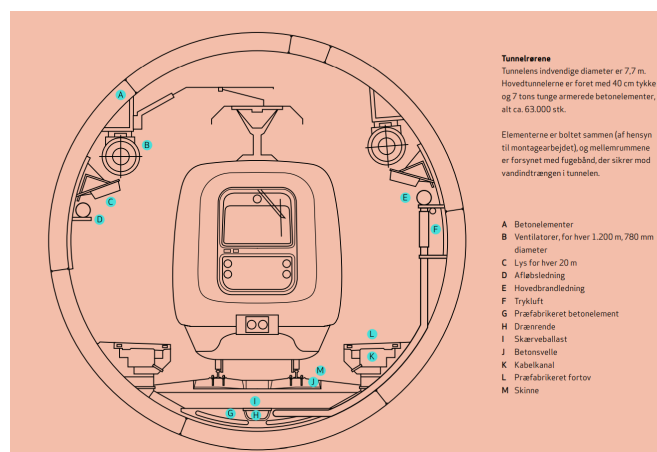 Tunnelrørene
Tunnelens indvendige diameter er 7,7 m.
Hovedtunnelerne er foret med 40 cm tykke
og 7 tons tunge armerede betonelementer,
alt ca. 63.000 stk.
Elementerne er boltet sammen (af hensyn
til montagearbejdet), og mellemrummene
er forsynet med fugebånd, der sikrer mod
vandindtrængen i tunnelen.
A Betonelementer
B Ventilatorer, for hver 1.200 m, 780 mm
diameter
C Lys for hver 20 m
D Afløbsledning
E Hovedbrandledning
F Trykluft
G Præfabrikeret betonelement
H Drænrende
I Skærveballast
J Betonsvelle
K Kabelkanal
L Præfabrikeret fortov
M Skinne
A
B
C
D
E
F
L
K
M
J
I
G
H